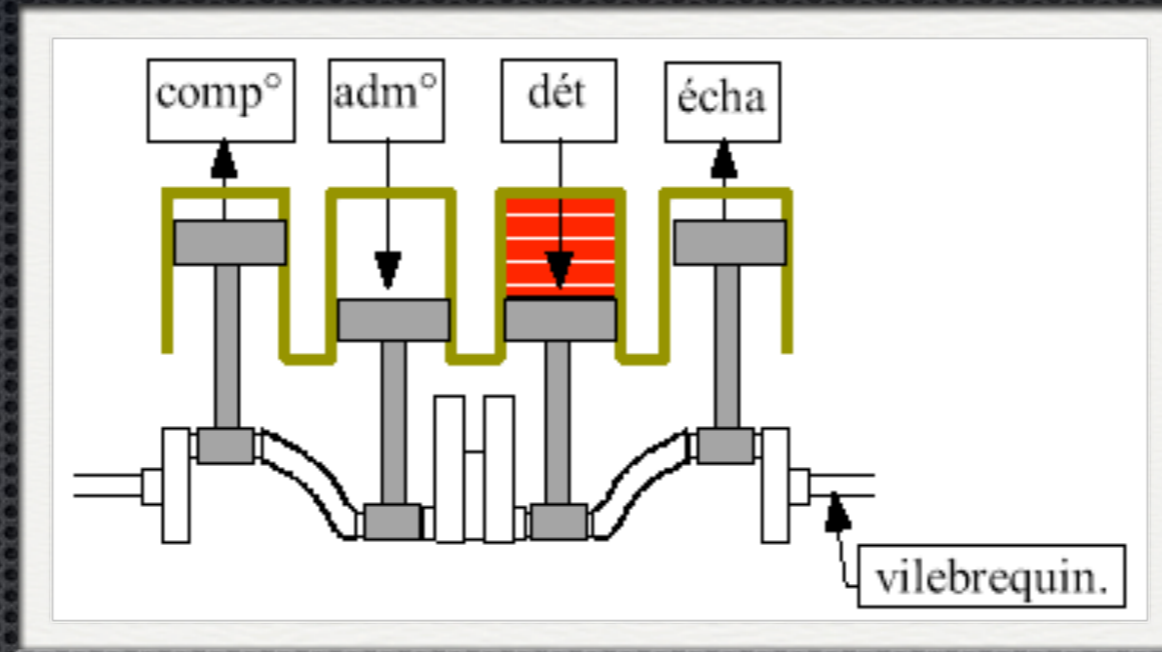 comp°
adm°
dét
écha
vilebrequin.